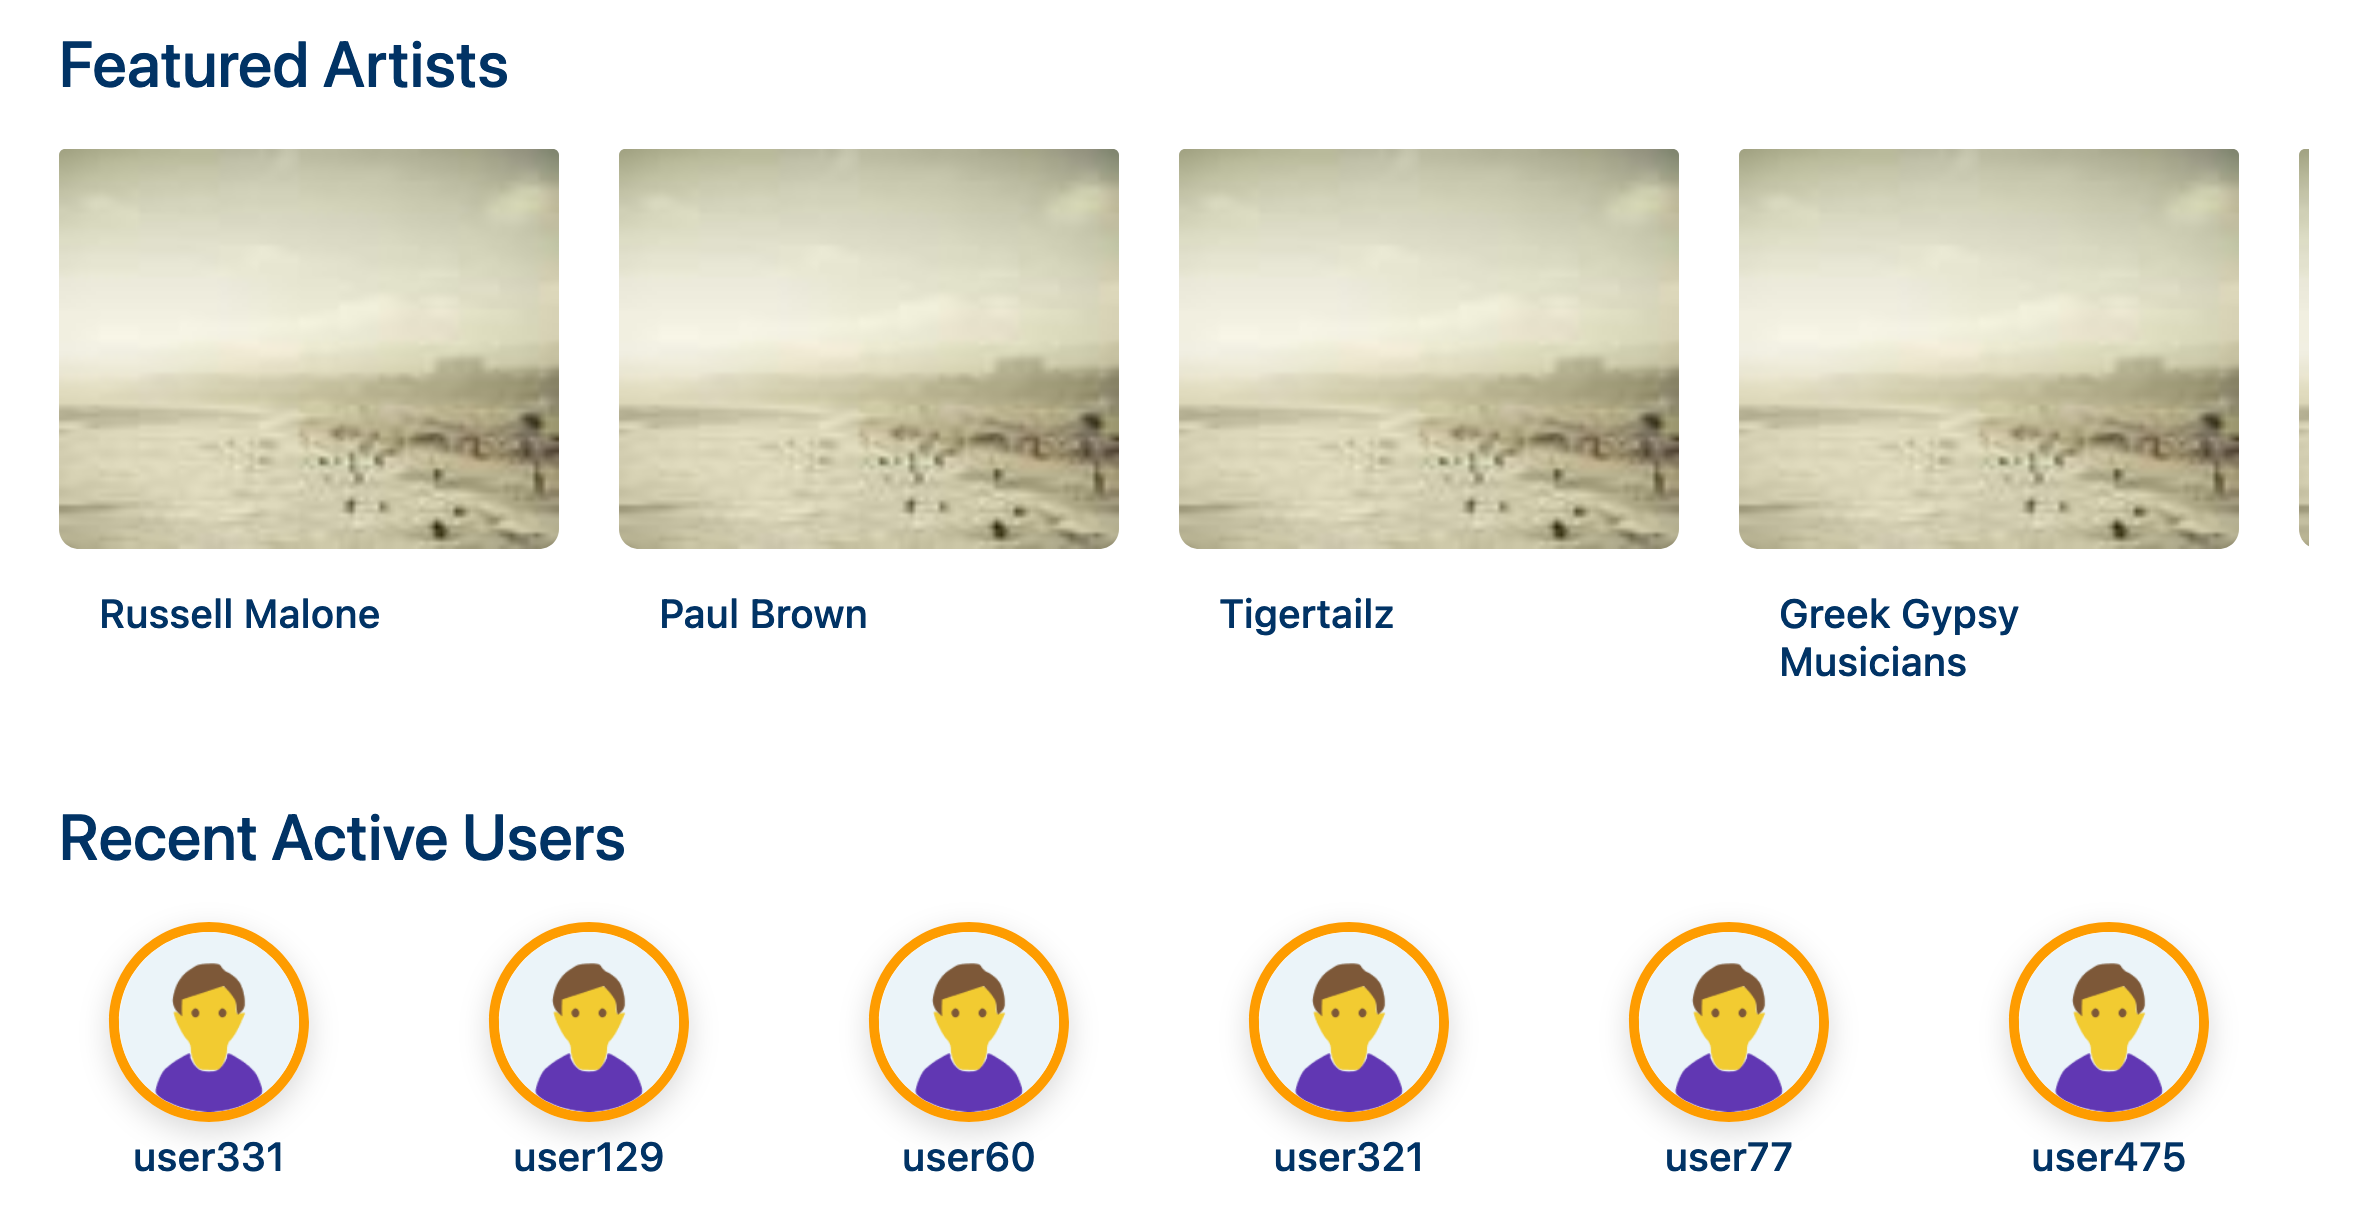 Featured Artists
Russell Malone
Paul Brown
Tigertailz
Greek Gypsy
Musicians
Recent Active Users
user331
user129
user60
user321
user77
user475